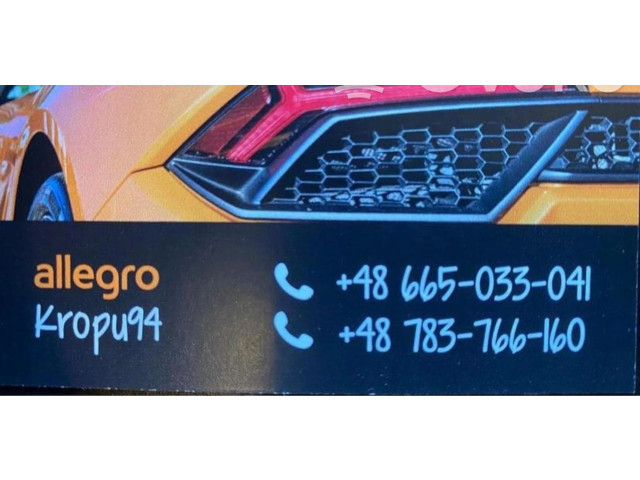 allegro
Kropu94
+48 665-033-041
+48 783-766-160